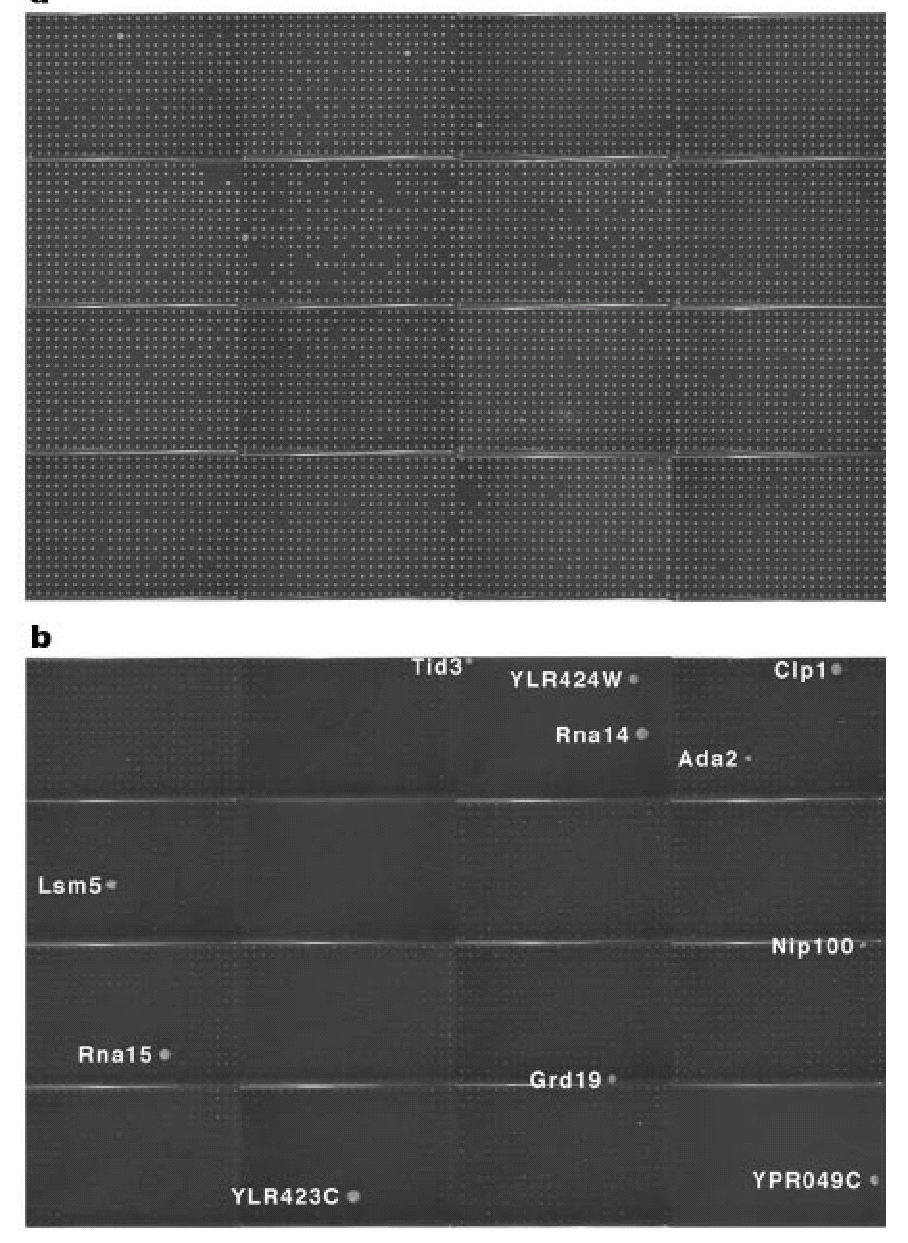 b
Tid3
YLR424W
Clp1
Rna14
Ada2
Lsm5
Nip100
Rna15
Grd19
YLR423C
YPR049C